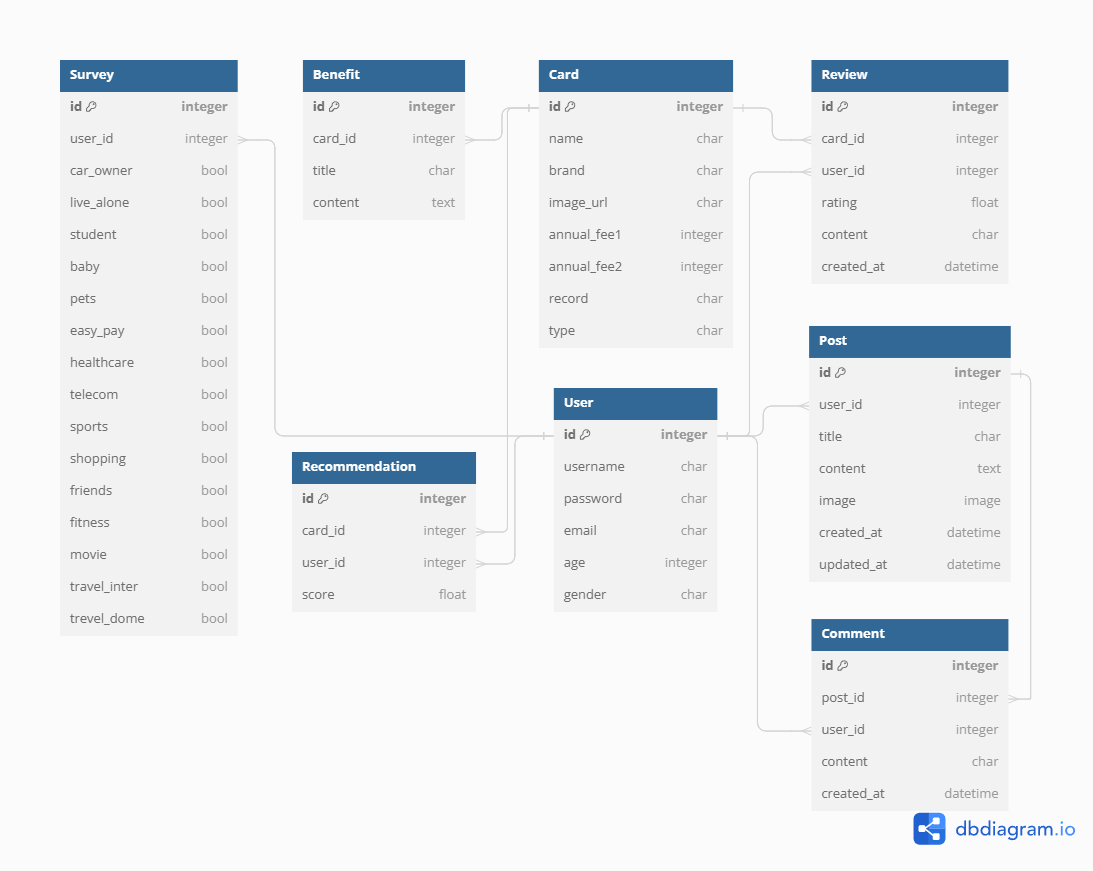 Survey
id integer
user_id integer
car_owner bool
live_alone bool
student bool
baby bool
pets bool
easy_pay bool
healthcare bool
telecom bool
sports bool
shopping bool
friends bool
fitness bool
movie bool
travel_inter bool
trevel_dome bool
Benefit
id integer
card_id integer
title char
content text
Card
id integer
name char
brand char
image_url char
annual_fee1 integer
annual_fee2 integer
record char
type char
Review
id integer
card_id integer
user_id integer
rating float
content char
created_at datetime
Recommendation
id integer
card_id integer
user_id integer
score float
User
id integer
username char
password char
email char
age integer
gender char
Post
id integer
user_id integer
title char
content text
image image
created_at datetime
updated_at datetime
Comment
id integer
post_id integer
user_id integer
content char
created_at datetime
dbdiagram.io